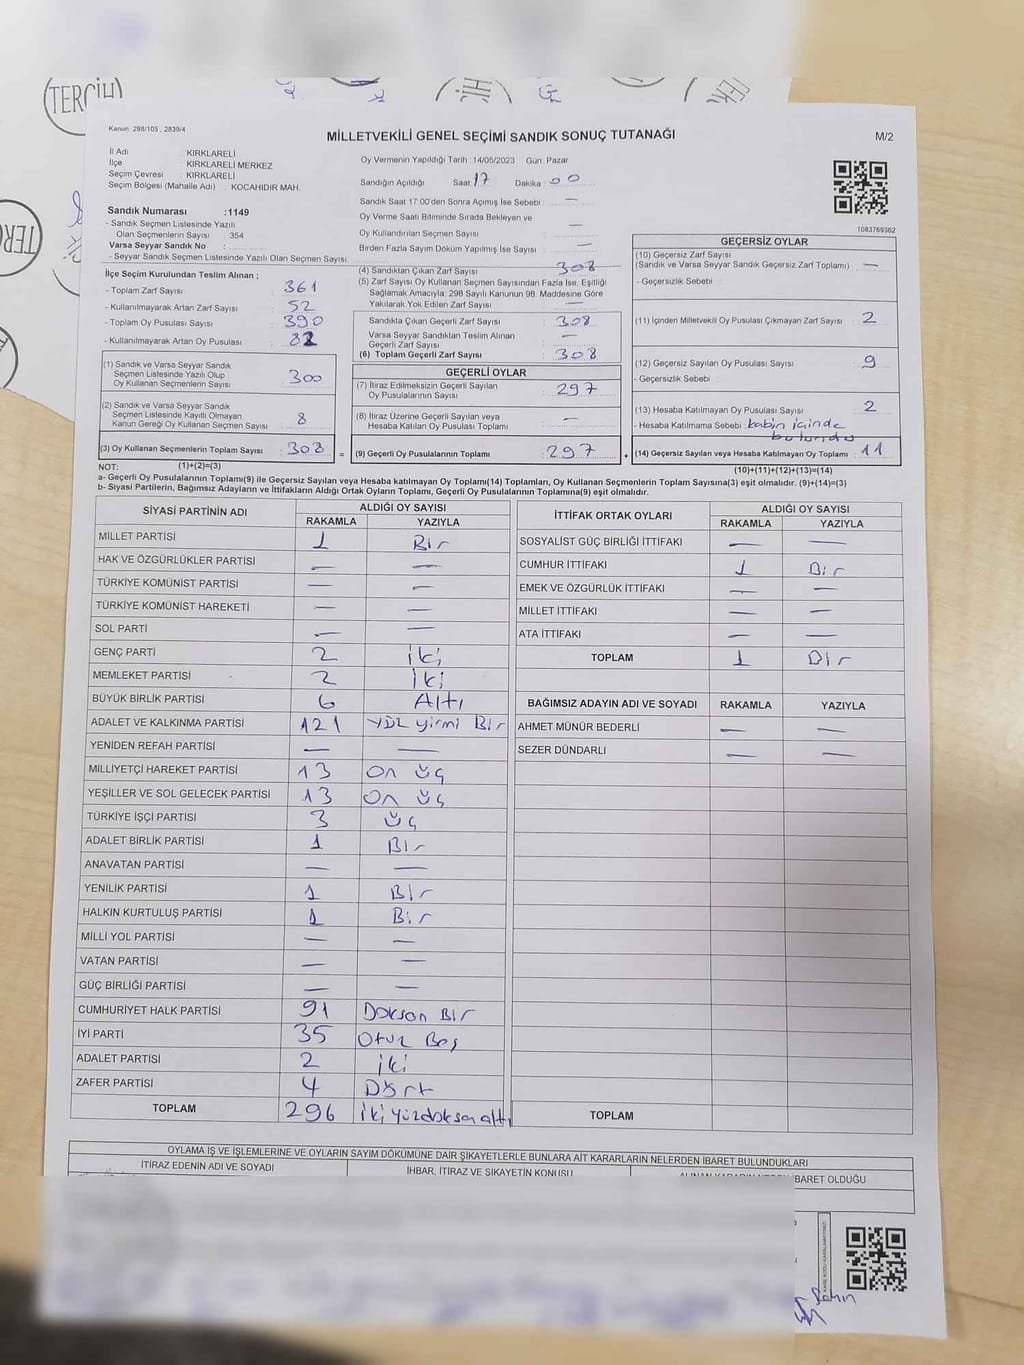 TERCİH
Kanun: 298/105 , 2839/4
MİLLETVEKİLİ GENEL SEÇİMİ SANDIK SONUÇ TUTANAĞI
M/2
İl Adı : KIRKLARELİ
İlçe : KIRKLARELİ MERKEZ
Seçim Çevresi : KIRKLARELİ
Seçim Bölgesi (Mahalle Adı) : KOCAHIDIR MAH.
Sandık Numarası :1149
- Sandık Seçmen Listesinde Yazılı
Olan Seçmenlerin Sayısı : 354
Varsa Seyyar Sandık No :
- Seyyar Sandık Seçmen Listesinde Yazılı Olan Seçmen Sayısı:
İlçe Seçim Kurulundan Teslim Alınan ;
- Toplam Zarf Sayısı : 361
- Kullanılmayarak Artan Zarf Sayısı : 52
- Toplam Oy Pusulası Sayısı : 390
- Kullanılmayarak Artan Oy Pusulası : 82
(1) Sandık ve Varsa Seyyar Sandık
Seçmen Listesinde Yazılı Olup
Oy Kullanan Seçmenlerin Sayısı : 300
(2) Sandık ve Varsa Seyyar Sandık
Seçmen Listesinde Kayıtlı Olmayan
Kanun Gereği Oy Kullanan Seçmen Sayısı : 8
(3) Oy Kullanan Seçmenlerin Toplam Sayısı : 308
Oy Vermenin Yapıldığı Tarih : 14/05/2023 Gün: Pazar
Sandığın Açıldığı Saat: 17 Dakika : 00
Sandık Saat 17:00'den Sonra Açımış İse Sebebi : —
Oy Verme Saati Bitiminde Sırada Bekleyen ve
Oy Kullandırılan Seçmen Sayısı : —
Birden Fazla Sayım Döküm Yapılmış İse Sayısı : —
(4) Sandıktan Çıkan Zarf Sayısı : 308
(5) Zarf Sayısı Oy Kullanan Seçmen Sayısından Fazla İse, Eşitliği
Sağlamak Amacıyla; 298 Sayılı Kanunun 98. Maddesine Göre
Yakılarak Yok Edilen Zarf Sayısı : —
Sandıkta Çıkan Geçerli Zarf Sayısı : 308
Varsa Seyyar Sandıktan Teslim Alınan
Geçerli Zarf Sayısı : —
(6) Toplam Geçerli Zarf Sayısı : 308
GEÇERLİ OYLAR
(7) İtiraz Edilmeksizin Geçerli Sayılan
Oy Pusulalarının Sayısı : 297
(8) İtiraz Üzerine Geçerli Sayılan veya
Hesaba Katılan Oy Pusulası Toplamı : —
= (9) Geçerli Oy Pusulalarının Toplamı : 297
1083769362
GEÇERSİZ OYLAR
(10) Geçersiz Zarf Sayısı
(Sandık ve Varsa Seyyar Sandık Geçersiz Zarf Toplamı) : —
- Geçersizlik Sebebi :
(11) İçinden Milletvekili Oy Pusulası Çıkmayan Zarf Sayısı : 2
(12) Geçersiz Sayılan Oy Pusulası Sayısı : 9
- Geçersizlik Sebebi :
(13) Hesaba Katılmayan Oy Pusulası Sayısı : 2
- Hesaba Katılmama Sebebi : kabin içinde
bulundu
+ (14) Geçersiz Sayılan veya Hesaba Katılmayan Oy Toplamı : 11
NOT: (1)+(2)=(3)
(10)+(11)+(12)+(13)=(14)
a- Geçerli Oy Pusulalarının Toplamı(9) ile Geçersiz Sayılan veya Hesaba katılmayan Oy Toplamı(14) Toplamları, Oy Kullanan Seçmenlerin Toplam Sayısına(3) eşit olmalıdır. (9)+(14)=(3)
b- Siyasi Partilerin, Bağımsız Adayların ve İttifakların Aldığı Ortak Oyların Toplamı, Geçerli Oy Pusulalarının Toplamına(9) eşit olmalıdır.
SİYASİ PARTİNİN ADI ALDIĞI OY SAYISI
RAKAMLA YAZIYLA
MİLLET PARTİSİ 1 Bir
HAK VE ÖZGÜRLÜKLER PARTİSİ — —
TÜRKİYE KOMÜNİST PARTİSİ — —
TÜRKİYE KOMÜNİST HAREKETİ — —
SOL PARTİ — —
GENÇ PARTİ 2 iki
MEMLEKET PARTİSİ 2 iki
BÜYÜK BİRLİK PARTİSİ 6 Altı
ADALET VE KALKINMA PARTİSİ 121 Yüz yirmi Bir
YENİDEN REFAH PARTİSİ — —
MİLLİYETÇİ HAREKET PARTİSİ 13 On üç
YEŞİLLER VE SOL GELECEK PARTİSİ 13 On üç
TÜRKİYE İŞÇİ PARTİSİ 3 üç
ADALET BİRLİK PARTİSİ 1 Bir
ANAVATAN PARTİSİ — —
YENİLİK PARTİSİ 1 Bir
HALKIN KURTULUŞ PARTİSİ 1 Bir
MİLLİ YOL PARTİSİ — —
VATAN PARTİSİ — —
GÜÇ BİRLİĞİ PARTİSİ — —
CUMHURİYET HALK PARTİSİ 91 Doksan Bir
İYİ PARTİ 35 Otuz Beş
ADALET PARTİSİ 2 iki
ZAFER PARTİSİ 4 Dört
TOPLAM 296 İki yüz doksan altı
İTTİFAK ORTAK OYLARI ALDIĞI OY SAYISI
RAKAMLA YAZIYLA
SOSYALİST GÜÇ BİRLİĞİ İTTİFAKI — —
CUMHUR İTTİFAKI 1 Bir
EMEK VE ÖZGÜRLÜK İTTİFAKI — —
MİLLET İTTİFAKI — —
ATA İTTİFAKI — —
TOPLAM 1 Bir
BAĞIMSIZ ADAYIN ADI VE SOYADI RAKAMLA YAZIYLA
AHMET MÜNÜR BEDERLİ — —
SEZER DÜNDARLI — —
TOPLAM
OYLAMA İŞ VE İŞLEMLERİNE VE OYLARIN SAYIM DÖKÜMÜNE DAİR ŞİKAYETLERLE BUNLARA AİT KARARLARIN NELERDEN İBARET BULUNDUKLARI
İTİRAZ EDENİN ADI VE SOYADI İHBAR, İTİRAZ VE ŞİKAYETİN KONUSU BARET OLDUĞU